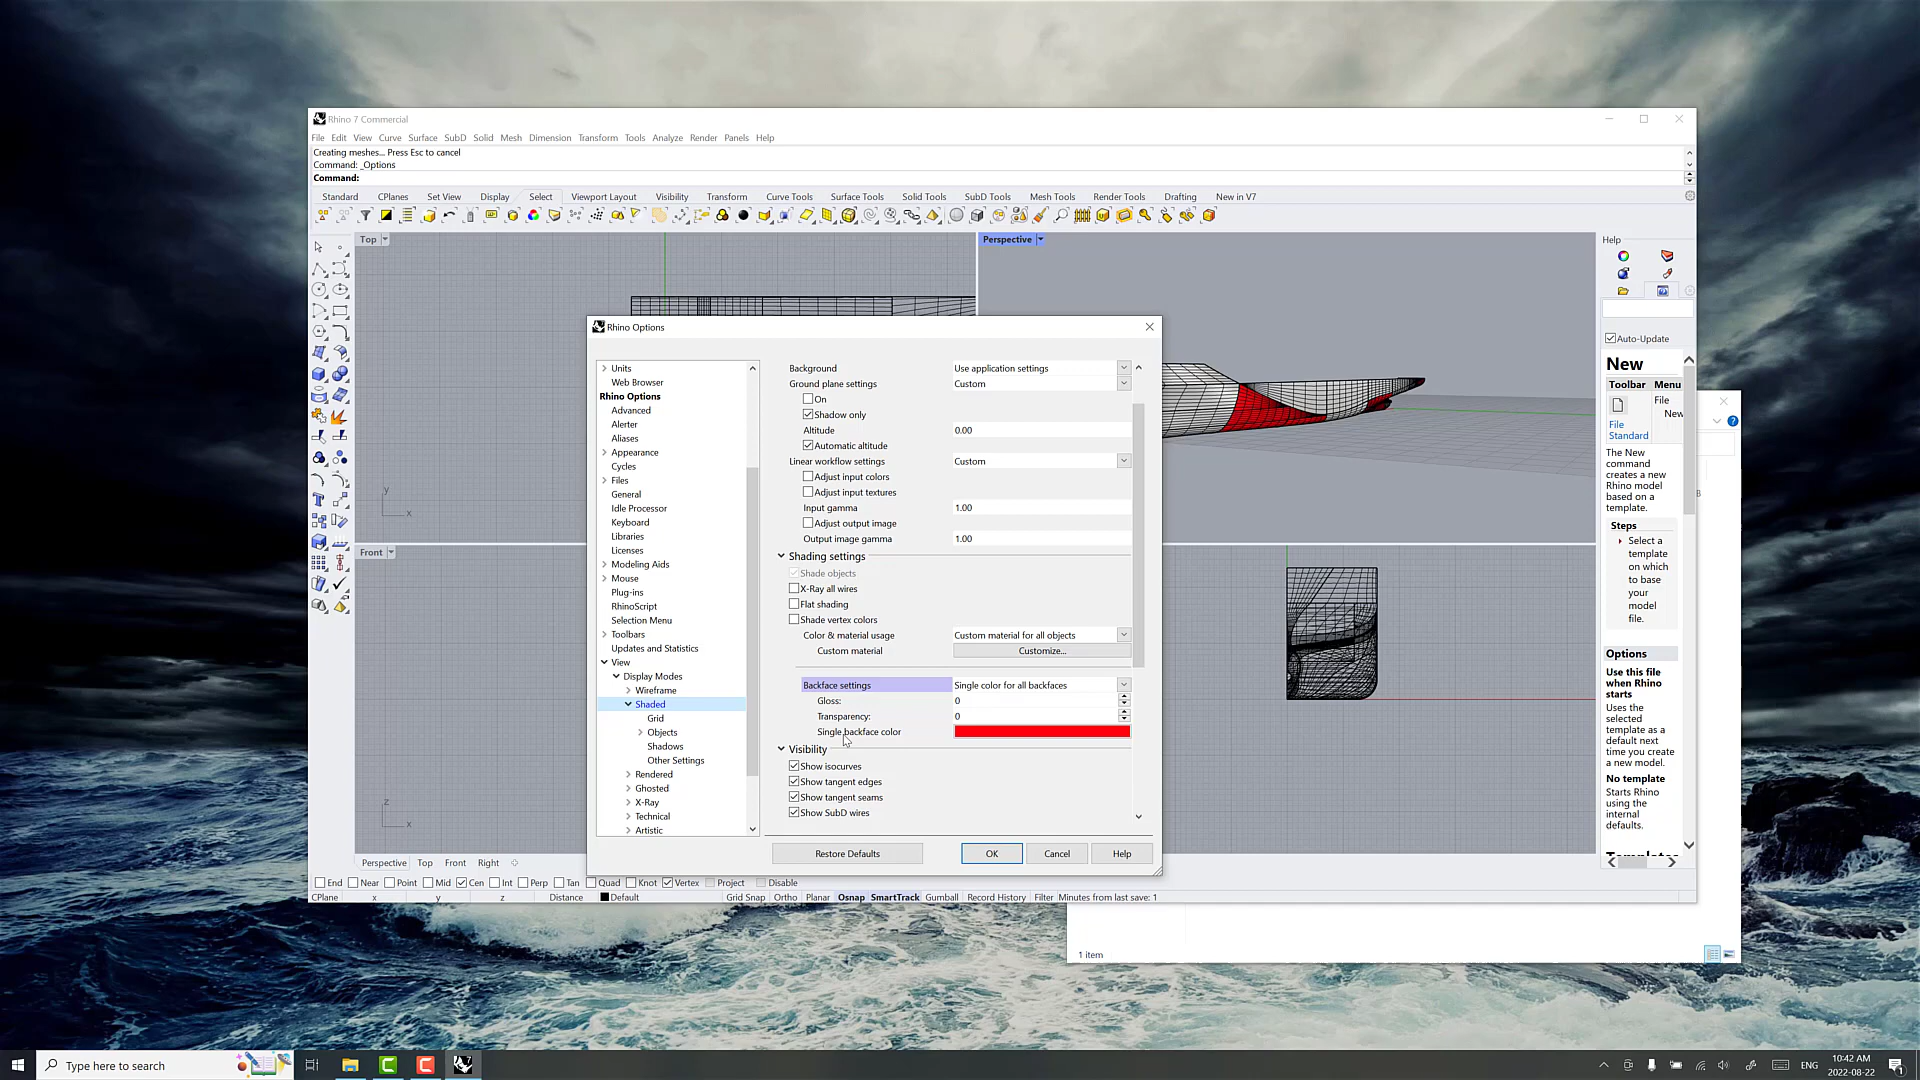 Rhino 7 Commercial
File Edit View Curve Surface SubD Solid Mesh Dimension Transform Tools Analyze Render Panels Help
Creating meshes... Press Esc to cancel
Command: _Options
Command:
Standard CPlanes Set View Display Select Viewport Layout Visibility Transform Curve Tools Surface Tools Solid Tools SubD Tools Mesh Tools Render Tools Drafting New in V7
Top
Perspective
Front
y
x
z
x
Rhino Options
Units
Web Browser
Rhino Options
Advanced
Alerter
Aliases
Appearance
Cycles
Files
General
Idle Processor
Keyboard
Libraries
Licenses
Modeling Aids
Mouse
Plug-ins
RhinoScript
Selection Menu
Toolbars
Updates and Statistics
View
Display Modes
Wireframe
Shaded
Grid
Objects
Shadows
Other Settings
Rendered
Ghosted
X-Ray
Technical
Artistic
Background Use application settings
Ground plane settings Custom
On
Shadow only
Altitude 0.00
Automatic altitude
Linear workflow settings Custom
Adjust input colors
Adjust input textures
Input gamma 1.00
Adjust output image
Output image gamma 1.00
Shading settings
Shade objects
X-Ray all wires
Flat shading
Shade vertex colors
Color & material usage Custom material for all objects
Custom material Customize...
Backface settings Single color for all backfaces
Gloss: 0
Transparency: 0
Single backface color
Visibility
Show isocurves
Show tangent edges
Show tangent seams
Show SubD wires
Restore Defaults OK Cancel Help
Help
Auto-Update
New
Toolbar Menu
File
New
File
Standard
The New
command
creates a new
Rhino model
based on a
template.
Steps
Select a
template
on which
to base
your
model
file.
Options
Use this file
when Rhino
starts
Uses the
selected
template as a
default next
time you create
a new model.
No template
Starts Rhino
using the
internal
defaults.
Perspective Top Front Right
End Near Point Mid Cen Int Perp Tan Quad Knot Vertex Project Disable
CPlane x y z Distance Default Grid Snap Ortho Planar Osnap SmartTrack Gumball Record History Filter Minutes from last save: 1
1 item
Type here to search
ENG
10:42 AM
2022-08-22